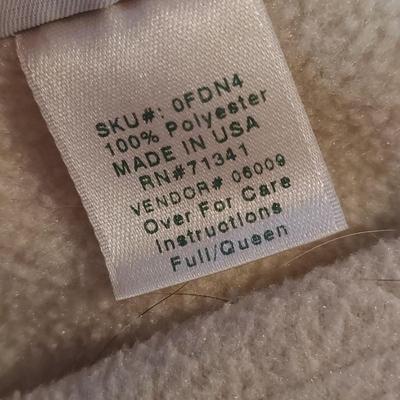 SKU#: 0FDN4
100% Polyester
MADE IN USA
RN#71341
VENDOR# 06009
Over For Care
Instructions
Full/Queen